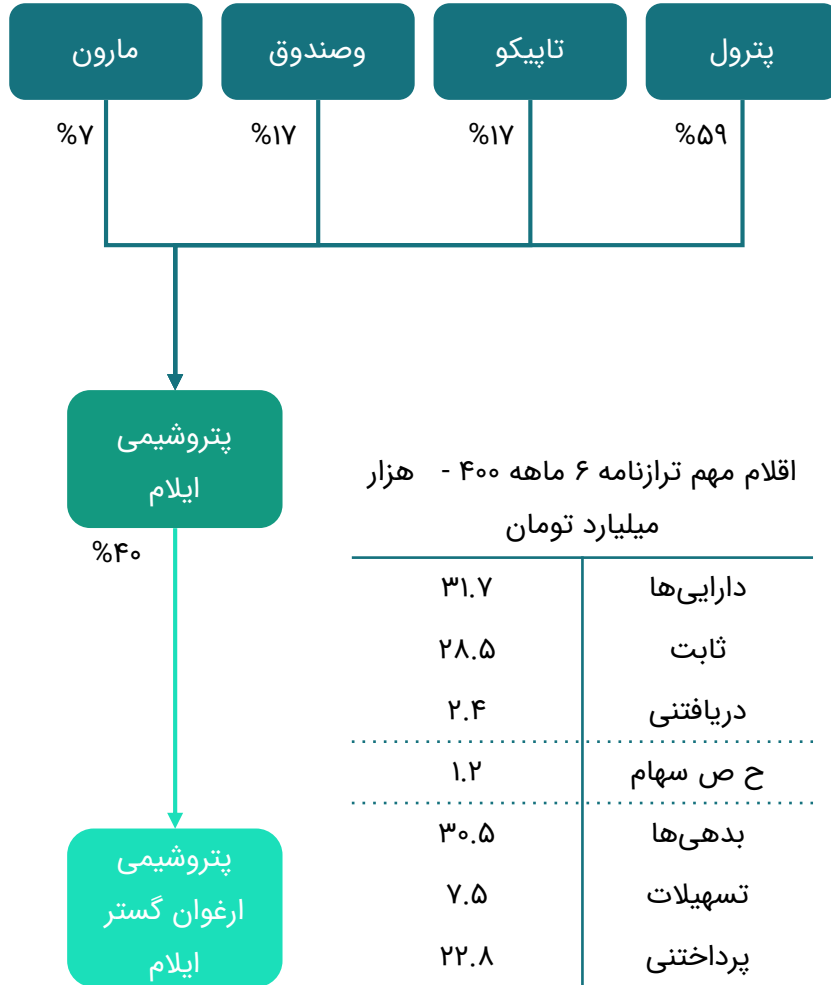 پترول
تاپیکو
وصندوق
مارون
%۵۹
%۱۷
%۱۷
%۷
پتروشیمی
ایلام
%۴۰
پتروشیمی
ارغوان گستر
ایلام
اقلام مهم ترازنامه ۶ ماهه ۴۰۰ - هزار
میلیارد تومان
دارایی‌ها ۳۱.۷
ثابت ۲۸.۵
دریافتنی ۲.۴
ح ص سهام ۱.۲
بدهی‌ها ۳۰.۵
تسهیلات ۷.۵
پرداختنی ۲۲.۸